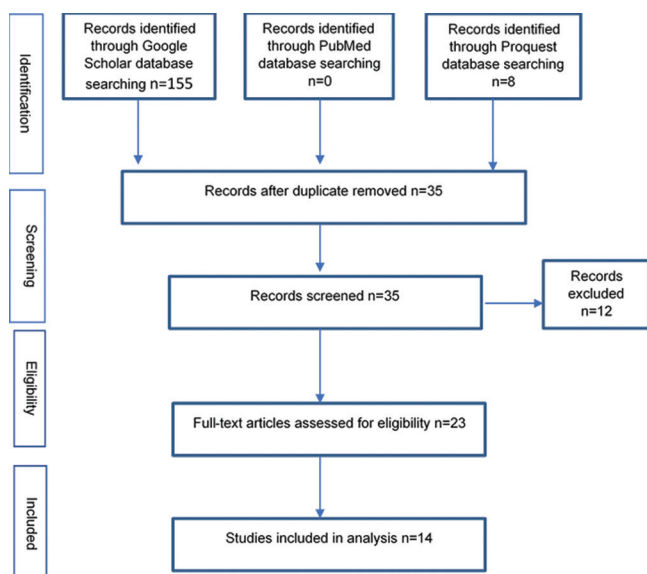 Identification
Records identified
through Google
Scholar database
searching n=155
Records identified
through PubMed
database searching
n=0
Records identified
through Proquest
database searching
n=8
Records after duplicate removed n=35
Screening
Records screened n=35
Records
excluded
n=12
Eligibility
Full-text articles assessed for eligibility n=23
Included
Studies included in analysis n=14